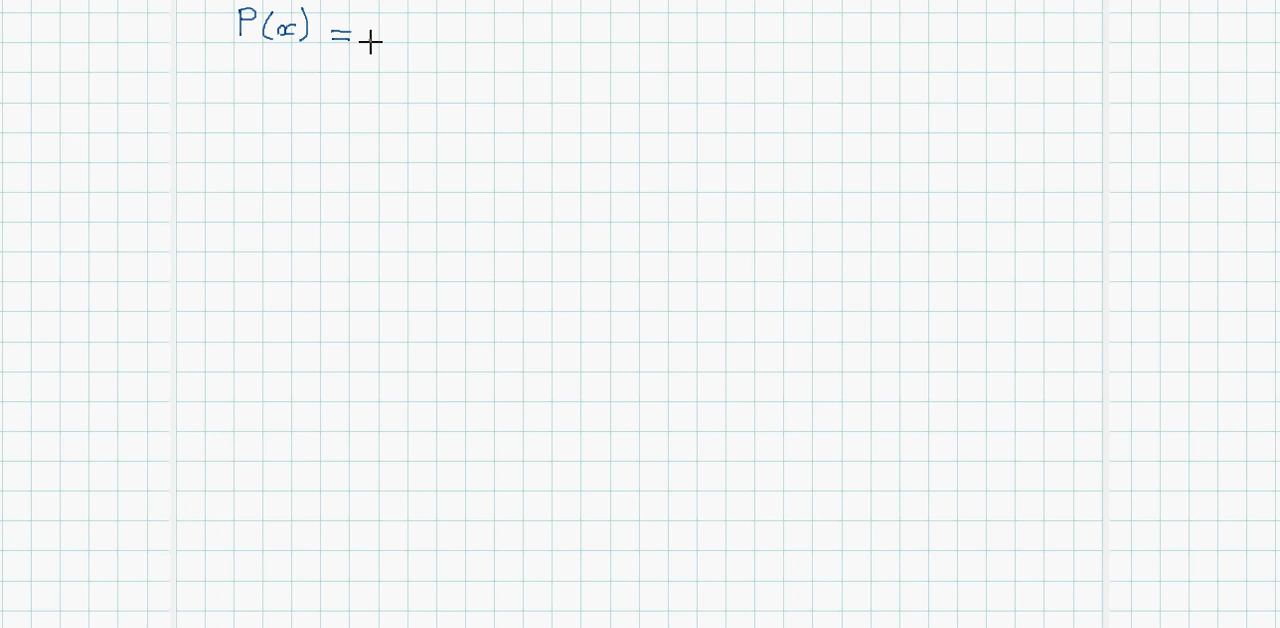 P(x) =